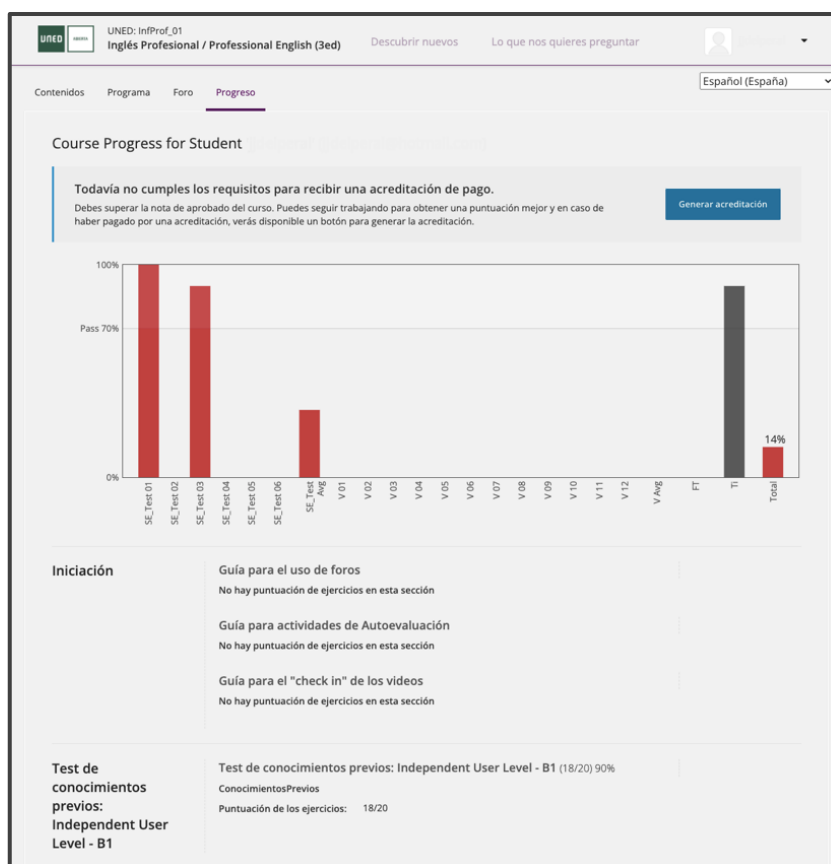 UNED
ABIERTA
UNED: InfProf_01
Inglés Profesional / Professional English (3ed)
Descubrir nuevos
Lo que nos quieres preguntar
Español (España)
Contenidos
Programa
Foro
Progreso
Course Progress for Student
Todavía no cumples los requisitos para recibir una acreditación de pago.
Debes superar la nota de aprobado del curso. Puedes seguir trabajando para obtener una puntuación mejor y en caso de
haber pagado por una acreditación, verás disponible un botón para generar la acreditación.
Generar acreditación
100%
Pass 70%
0%
14%
SE_Test 01
SE_Test 02
SE_Test 03
SE_Test 04
SE_Test 05
SE_Test 06
SE_Test
Avg
V 01
V 02
V 03
V 04
V 05
V 06
V 07
V 08
V 09
V 10
V 11
V 12
V Avg
FT
Ti
Total
Iniciación
Guía para el uso de foros
No hay puntuación de ejercicios en esta sección
Guía para actividades de Autoevaluación
No hay puntuación de ejercicios en esta sección
Guía para el "check in" de los videos
No hay puntuación de ejercicios en esta sección
Test de
conocimientos
previos:
Independent User
Level - B1
Test de conocimientos previos: Independent User Level - B1 (18/20) 90%
ConocimientosPrevios
Puntuación de los ejercicios: 18/20